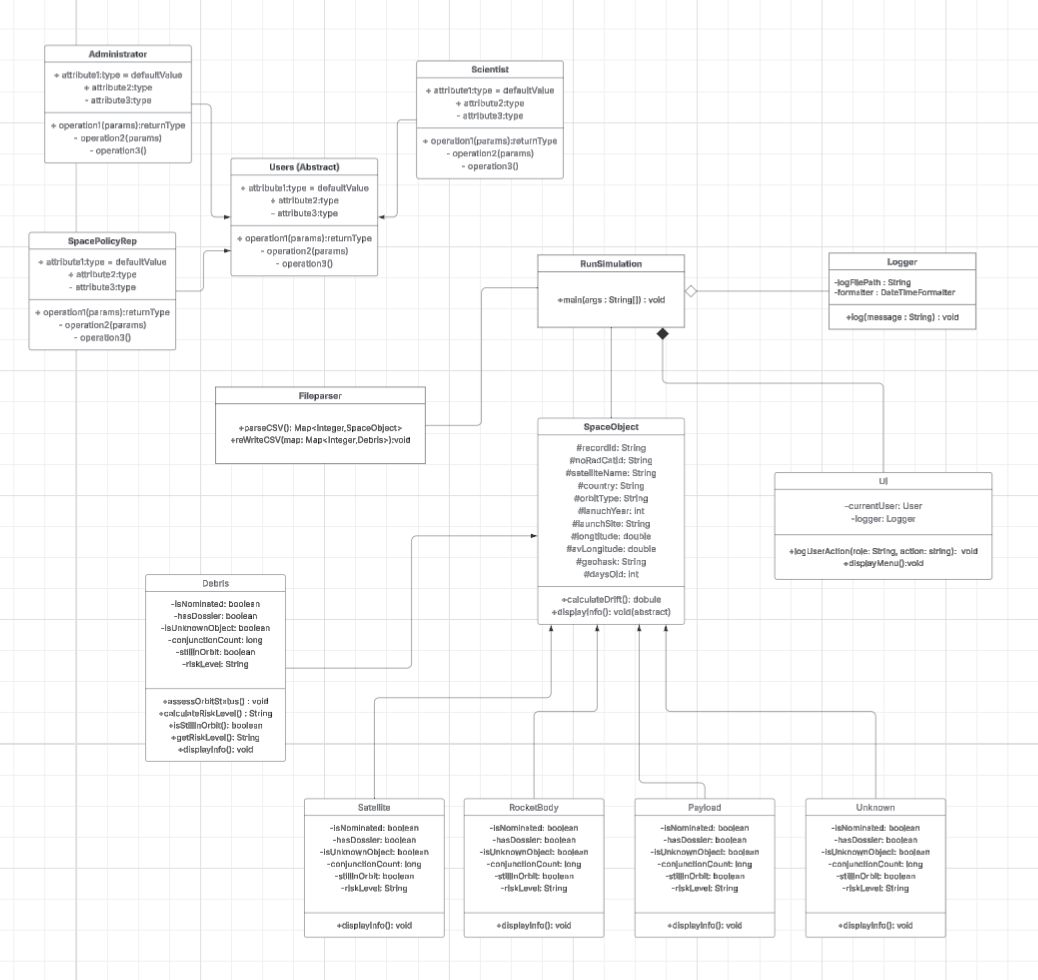 Administrator
+ attribute1:type = defaultValue
+ attribute2:type
- attribute3:type
+ operation1(params):returnType
- operation2(params)
- operation3()
Scientist
+ attribute1:type = defaultValue
+ attribute2:type
- attribute3:type
+ operation1(params):returnType
- operation2(params)
- operation3()
Users (Abstract)
+ attribute1:type = defaultValue
+ attribute2:type
- attribute3:type
+ operation1(params):returnType
- operation2(params)
- operation3()
SpacePolicyRep
+ attribute1:type = defaultValue
+ attribute2:type
- attribute3:type
+ operation1(params):returnType
- operation2(params)
- operation3()
RunSimulation
+main(args : String[]) : void
Logger
-logFilePath : String
-formatter : DateTimeFormatter
+log(message : String) : void
Fileparser
+parseCSV(): Map<Integer,SpaceObject>
+reWriteCSV(map: Map<Integer,Debris>):void
SpaceObject
#recordId: String
#noRadCatId: String
#satelliteName: String
#country: String
#orbitType: String
#lanuchYear: int
#launchSite: String
#longtitude: double
#avLongitude: double
#geohask: String
#daysOld: int
+calculateDrift(): dobule
+displayInfo(): void(abstract)
UI
-currentUser: User
-logger: Logger
+logUserAction(role: String, action: string): void
+displayMenu():void
Debris
-isNominated: boolean
-hasDossier: boolean
-isUnknownObject: boolean
-conjunctionCount: long
-stillInOrbit: boolean
-riskLevel: String
+assessOrbitStatus() : void
+calculateRiskLevel() : String
+isStillInOrbit(): boolean
+getRiskLevel(): String
+displayInfo(): void
Satellite
-isNominated: boolean
-hasDossier: boolean
-isUnknownObject: boolean
-conjunctionCount: long
-stillInOrbit: boolean
-riskLevel: String
+displayInfo(): void
RocketBody
-isNominated: boolean
-hasDossier: boolean
-isUnknownObject: boolean
-conjunctionCount: long
-stillInOrbit: boolean
-riskLevel: String
+displayInfo(): void
Payload
-isNominated: boolean
-hasDossier: boolean
-isUnknownObject: boolean
-conjunctionCount: long
-stillInOrbit: boolean
-riskLevel: String
+displayInfo(): void
Unknown
-isNominated: boolean
-hasDossier: boolean
-isUnknownObject: boolean
-conjunctionCount: long
-stillInOrbit: boolean
-riskLevel: String
+displayInfo(): void